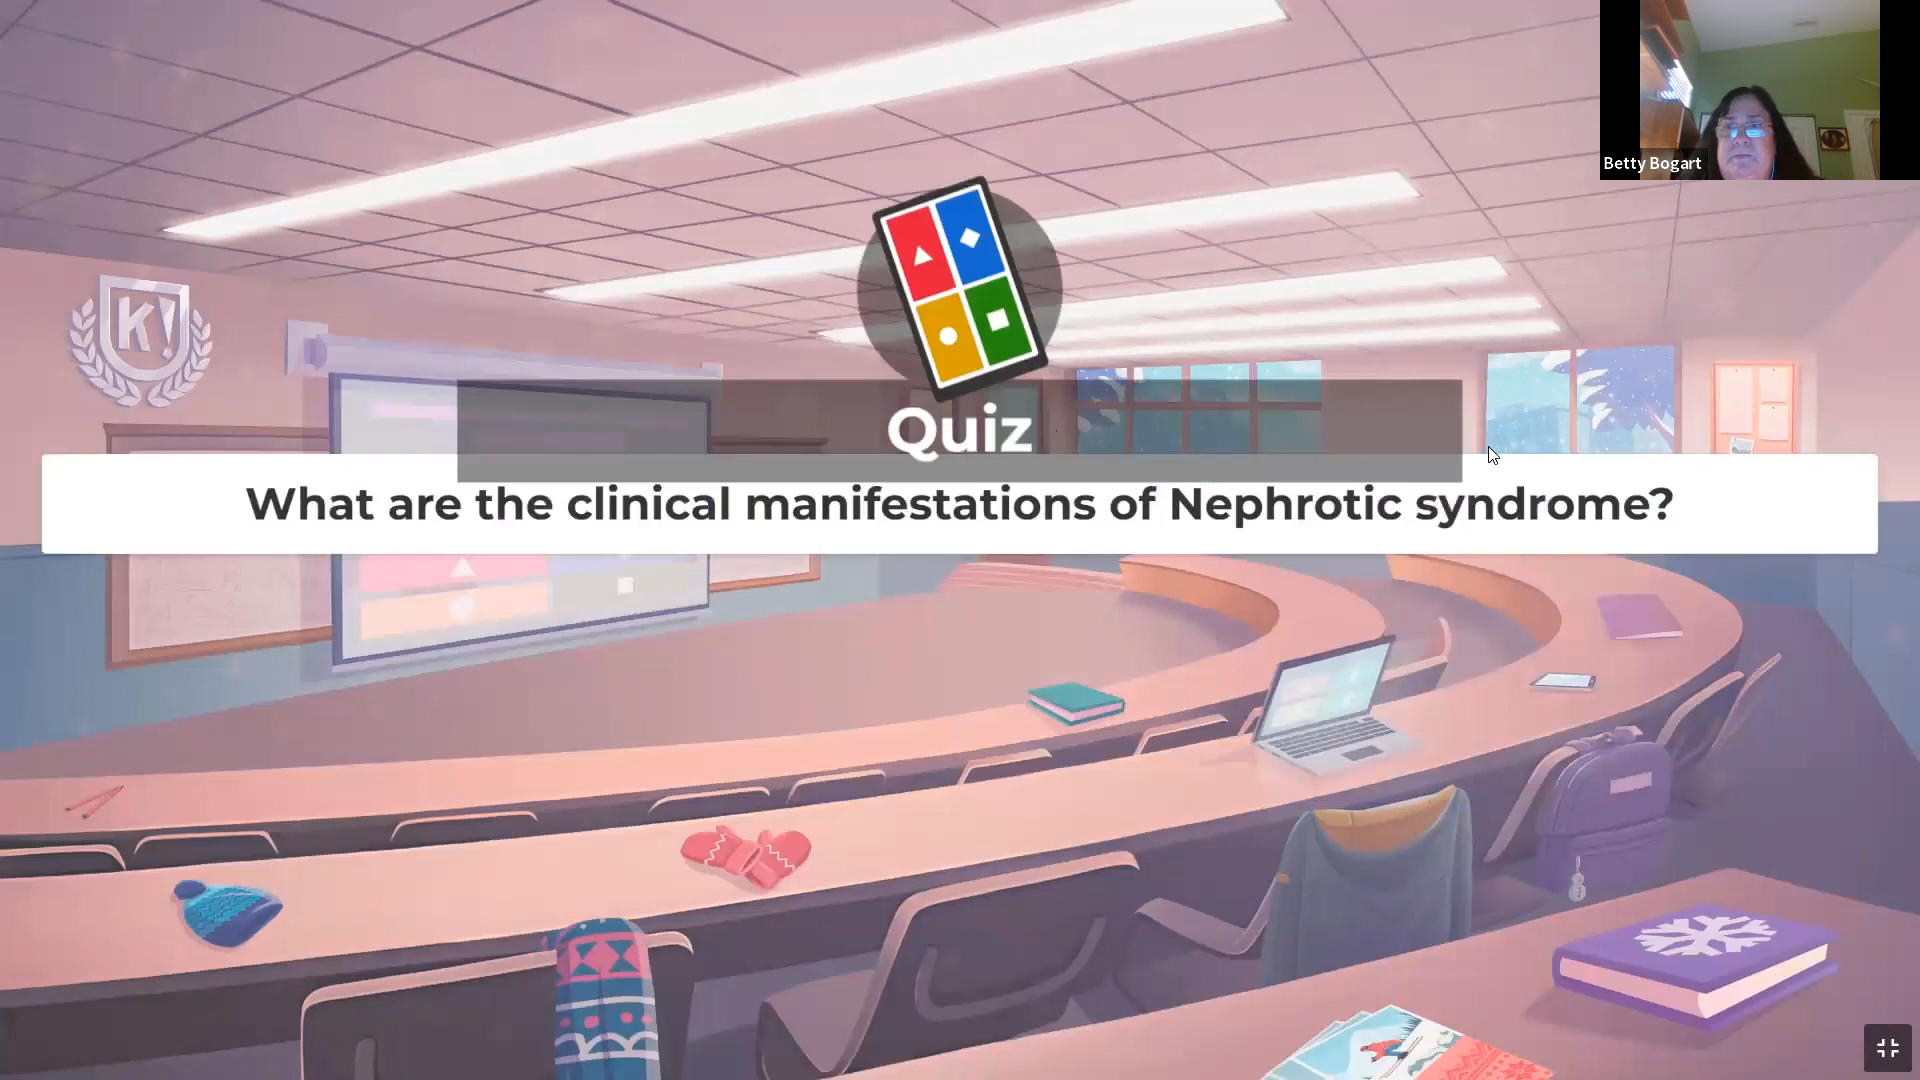 Betty Bogart
K!
Quiz
What are the clinical manifestations of Nephrotic syndrome?